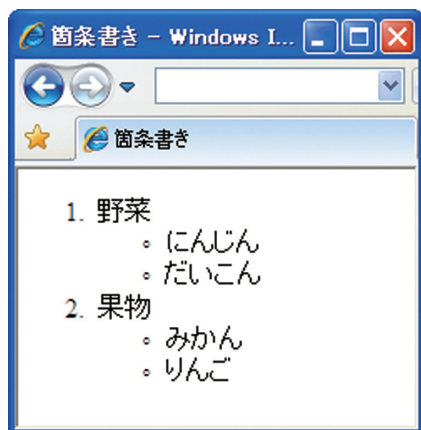 箇条書き - Windows I...
箇条書き
1. 野菜
◦ にんじん
◦ だいこん
2. 果物
◦ みかん
◦ りんご